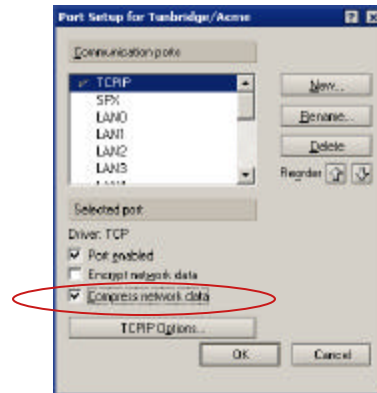 Port Setup for Tunbridge/Acme
Communication ports
TCPIP
SPX
LAN0
LAN1
LAN2
LAN3
New...
Rename...
Delete
Reorder
Selected port
Driver: TCP
Port enabled
Encrypt network data
Compress network data
TCPIP Options...
OK
Cancel